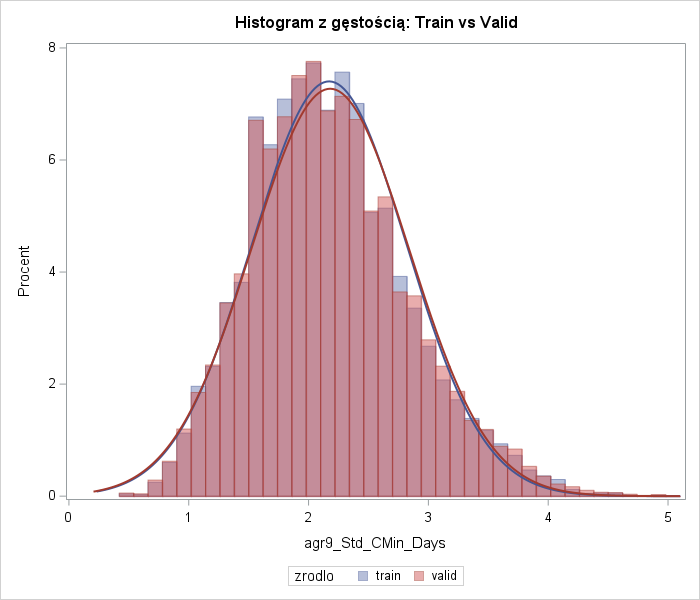 Histogram z gęstością: Train vs Valid
8
6
4
2
0
Procent
0 1 2 3 4 5
agr9_Std_CMin_Days
zrodlo train valid